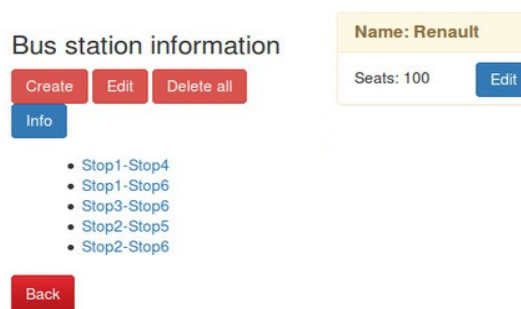 Bus station information
Create Edit Delete all
Info
Stop1-Stop4
Stop1-Stop6
Stop3-Stop6
Stop2-Stop5
Stop2-Stop6
Back
Name: Renault
Seats: 100 Edit